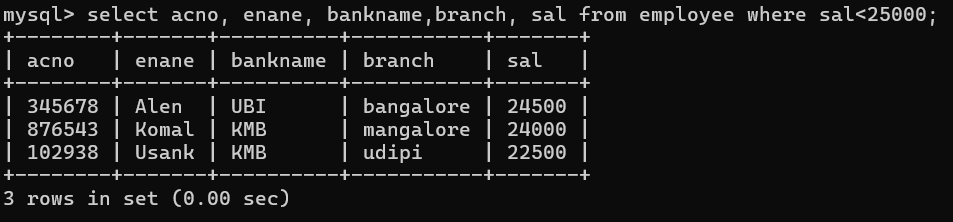 mysql> select acno, enane, bankname,branch, sal from employee where sal<25000;
+--------+-------+----------+-----------+-------+
| acno   | enane | bankname | branch    | sal   |
+--------+-------+----------+-----------+-------+
| 345678 | Alen  | UBI      | bangalore | 24500 |
| 876543 | Komal | KMB      | mangalore | 24000 |
| 102938 | Usank | KMB      | udipi     | 22500 |
+--------+-------+----------+-----------+-------+
3 rows in set (0.00 sec)